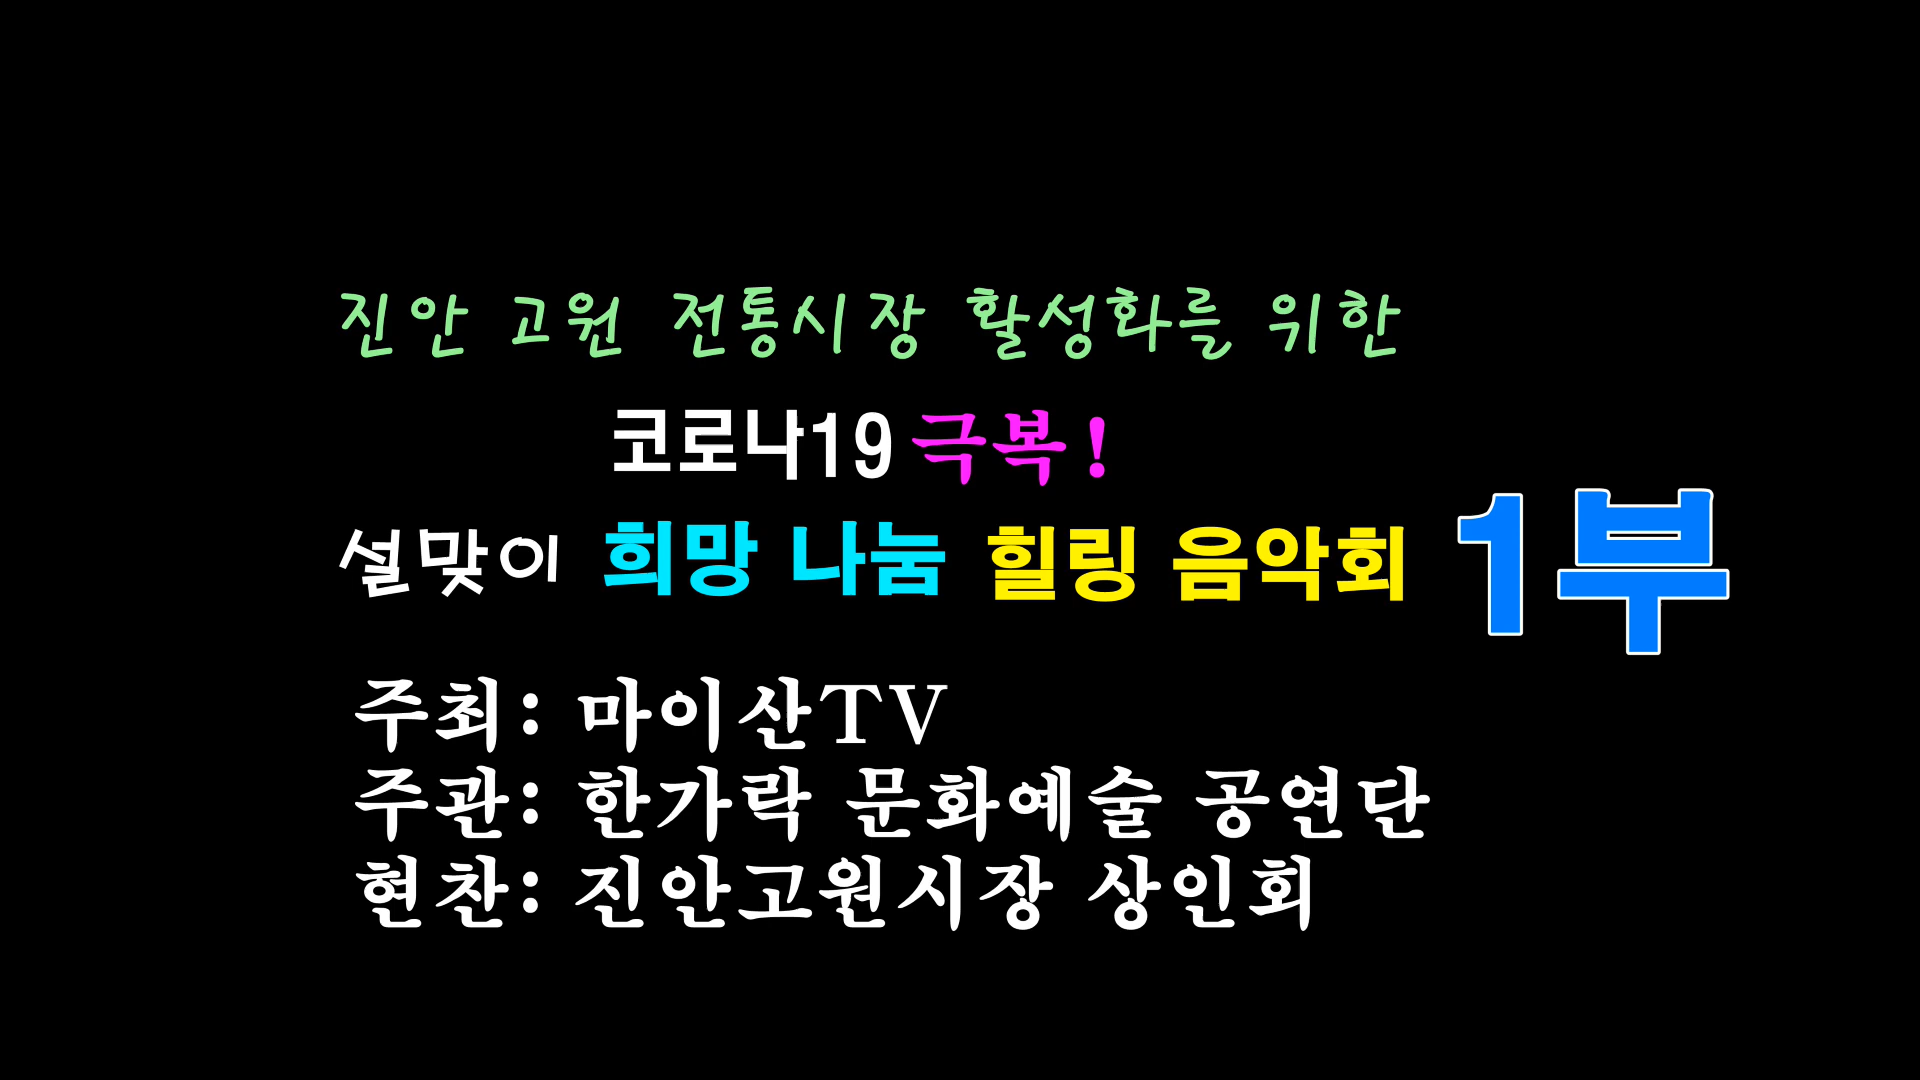 진안 고원 전통시장 활성화를 위한
코로나19 극복!
설맞이 희망 나눔 힐링 음악회 1부
주최: 마이산TV
주관: 한가락 문화예술 공연단
현찬: 진안고원시장 상인회